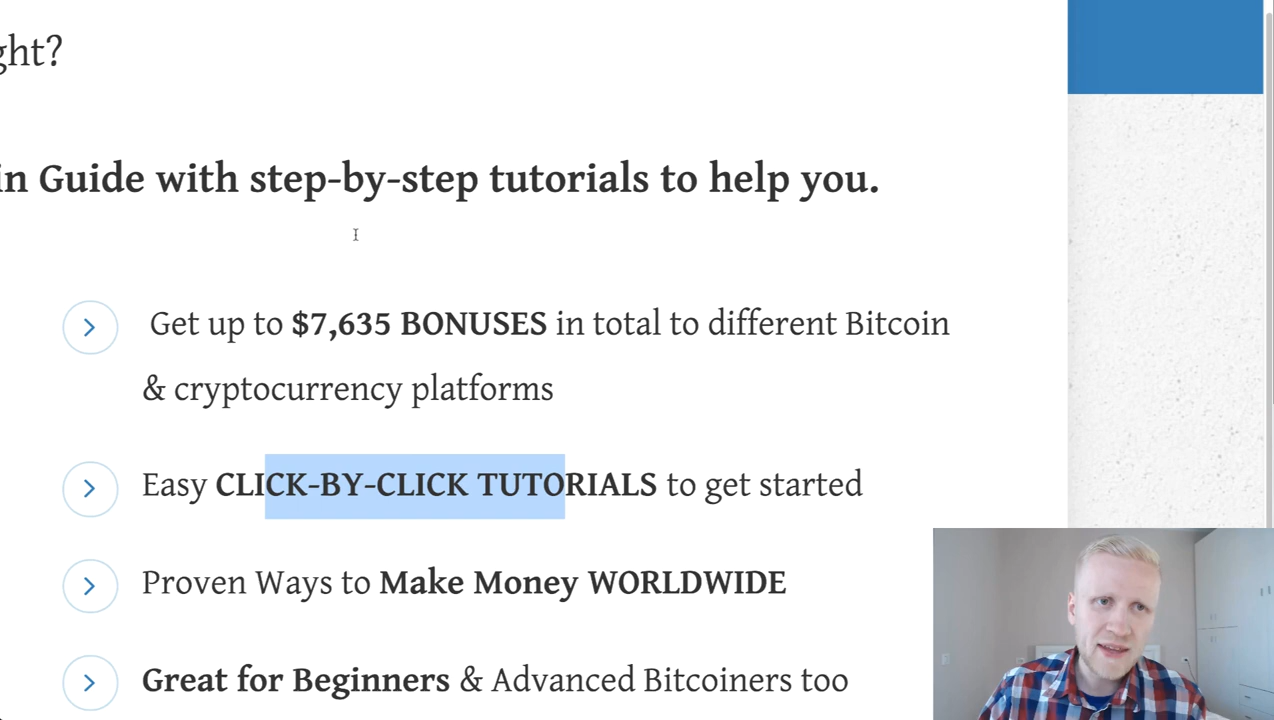 ght?
in Guide with step-by-step tutorials to help you.
Get up to $7,635 BONUSES in total to different Bitcoin
& cryptocurrency platforms
Easy CLICK-BY-CLICK TUTORIALS to get started
Proven Ways to Make Money WORLDWIDE
Great for Beginners & Advanced Bitcoiners too